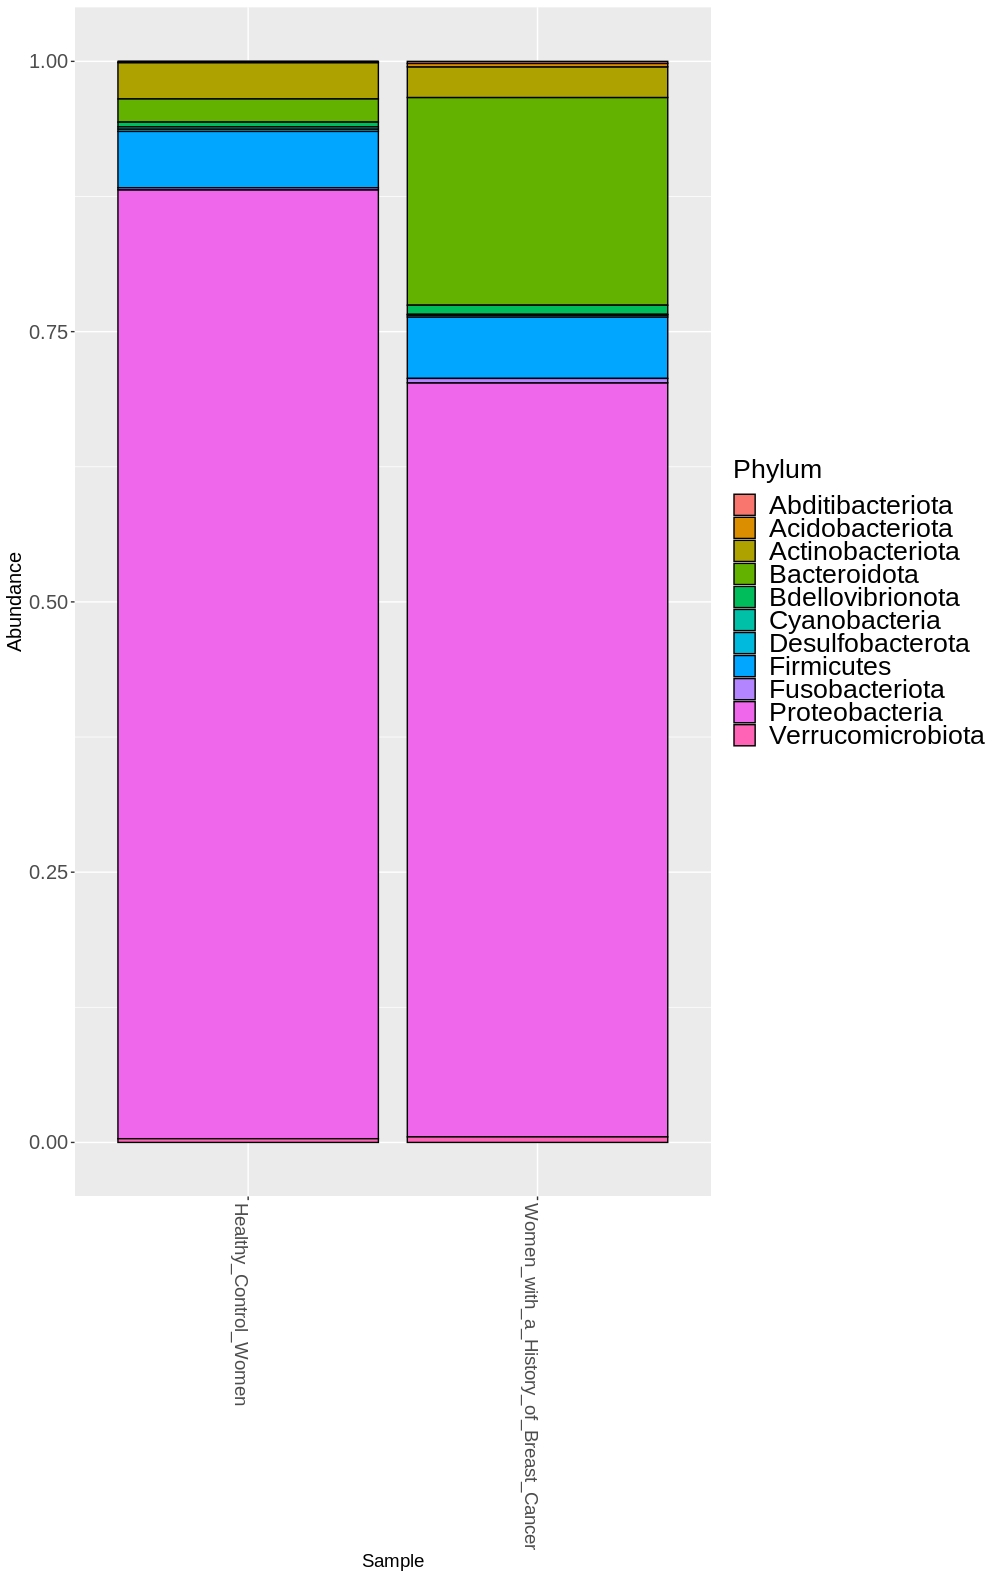 1.00
0.75
0.50
0.25
0.00
Abundance
Healthy_Control_Women
Women_with_a_History_of_Breast_Cancer
Sample
Phylum
Abditibacteriota
Acidobacteriota
Actinobacteriota
Bacteroidota
Bdellovibrionota
Cyanobacteria
Desulfobacterota
Firmicutes
Fusobacteriota
Proteobacteria
Verrucomicrobiota